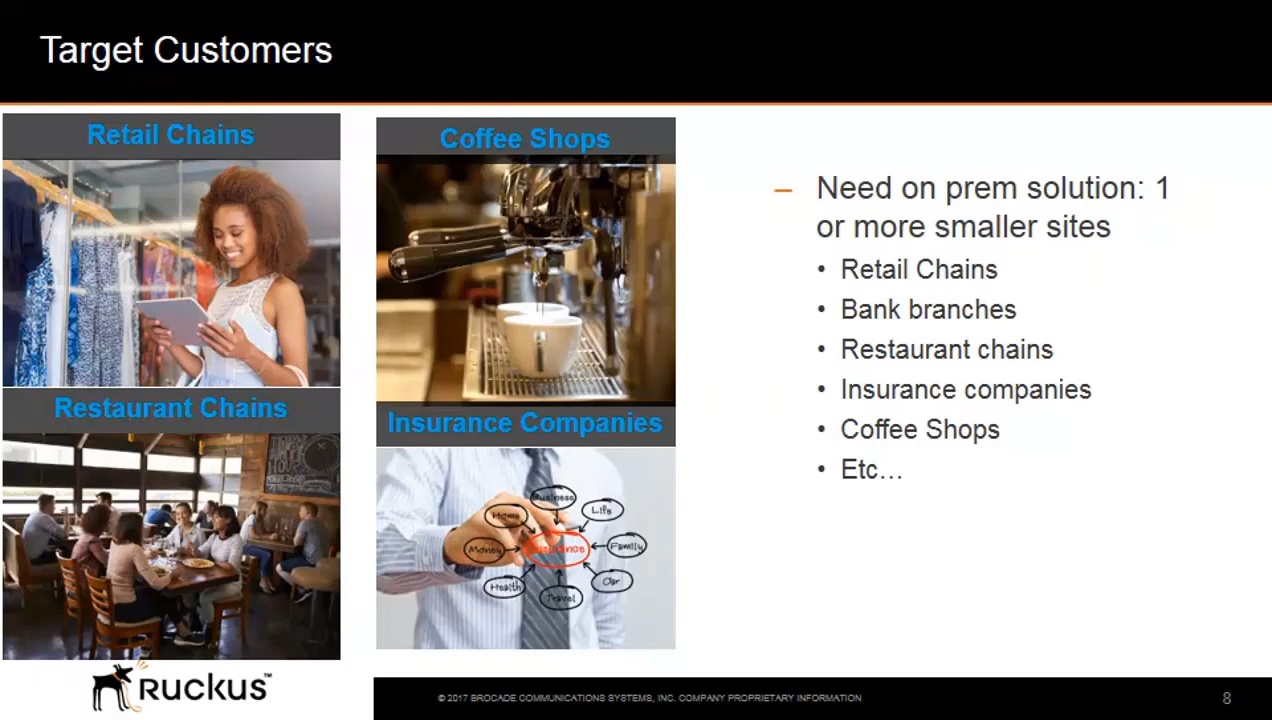 Target Customers
Retail Chains
Coffee Shops
Restaurant Chains
Insurance Companies
Business
Home
Life
Money
Insurance
Family
Health
Travel
Car
– Need on prem solution: 1
or more smaller sites
• Retail Chains
• Bank branches
• Restaurant chains
• Insurance companies
• Coffee Shops
• Etc…
RUCKUS™
© 2017 BROCADE COMMUNICATIONS SYSTEMS, INC. COMPANY PROPRIETARY INFORMATION
8